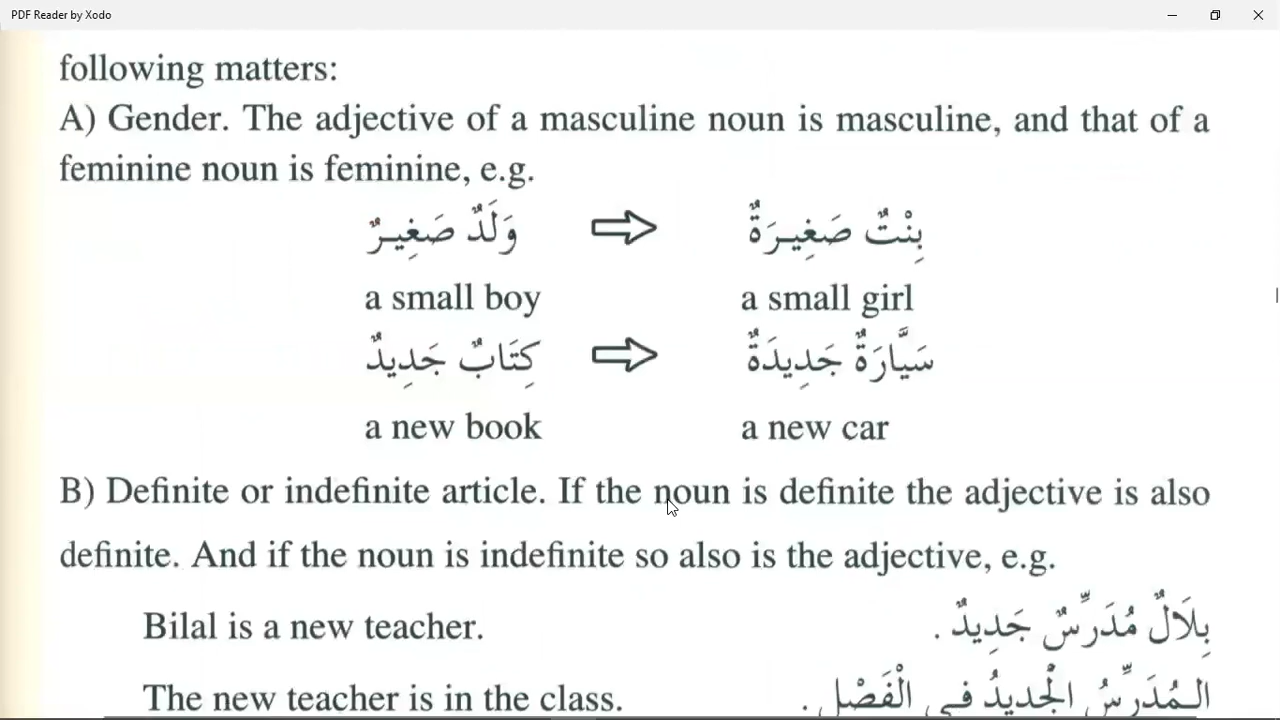 PDF Reader by Xodo
following matters:
A) Gender. The adjective of a masculine noun is masculine, and that of a
feminine noun is feminine, e.g.
وَلَدٌ صَغِيرٌ ⇨ بِنْتٌ صَغِيرَةٌ
a small boy a small girl
كِتَابٌ جَدِيدٌ ⇨ سَيَّارَةٌ جَدِيدَةٌ
a new book a new car
B) Definite or indefinite article. If the noun is definite the adjective is also
definite. And if the noun is indefinite so also is the adjective, e.g.
Bilal is a new teacher. بِلَالٌ مُدَرِّسٌ جَدِيدٌ .
The new teacher is in the class. الـمُدَرِّسُ الْجَدِيدُ فِي الْفَصْلِ .